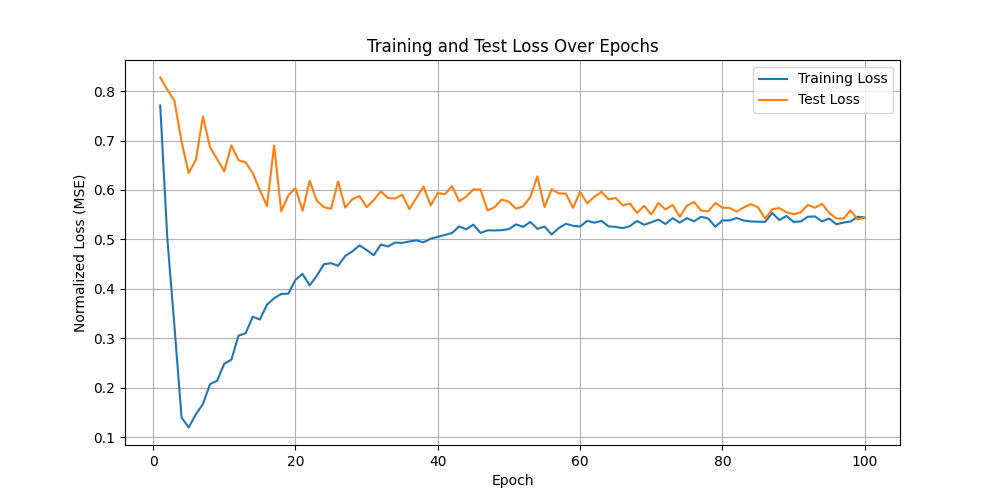 Training and Test Loss Over Epochs
Training Loss
Test Loss
Normalized Loss (MSE)
0.8
0.7
0.6
0.5
0.4
0.3
0.2
0.1
0 20 40 60 80 100
Epoch